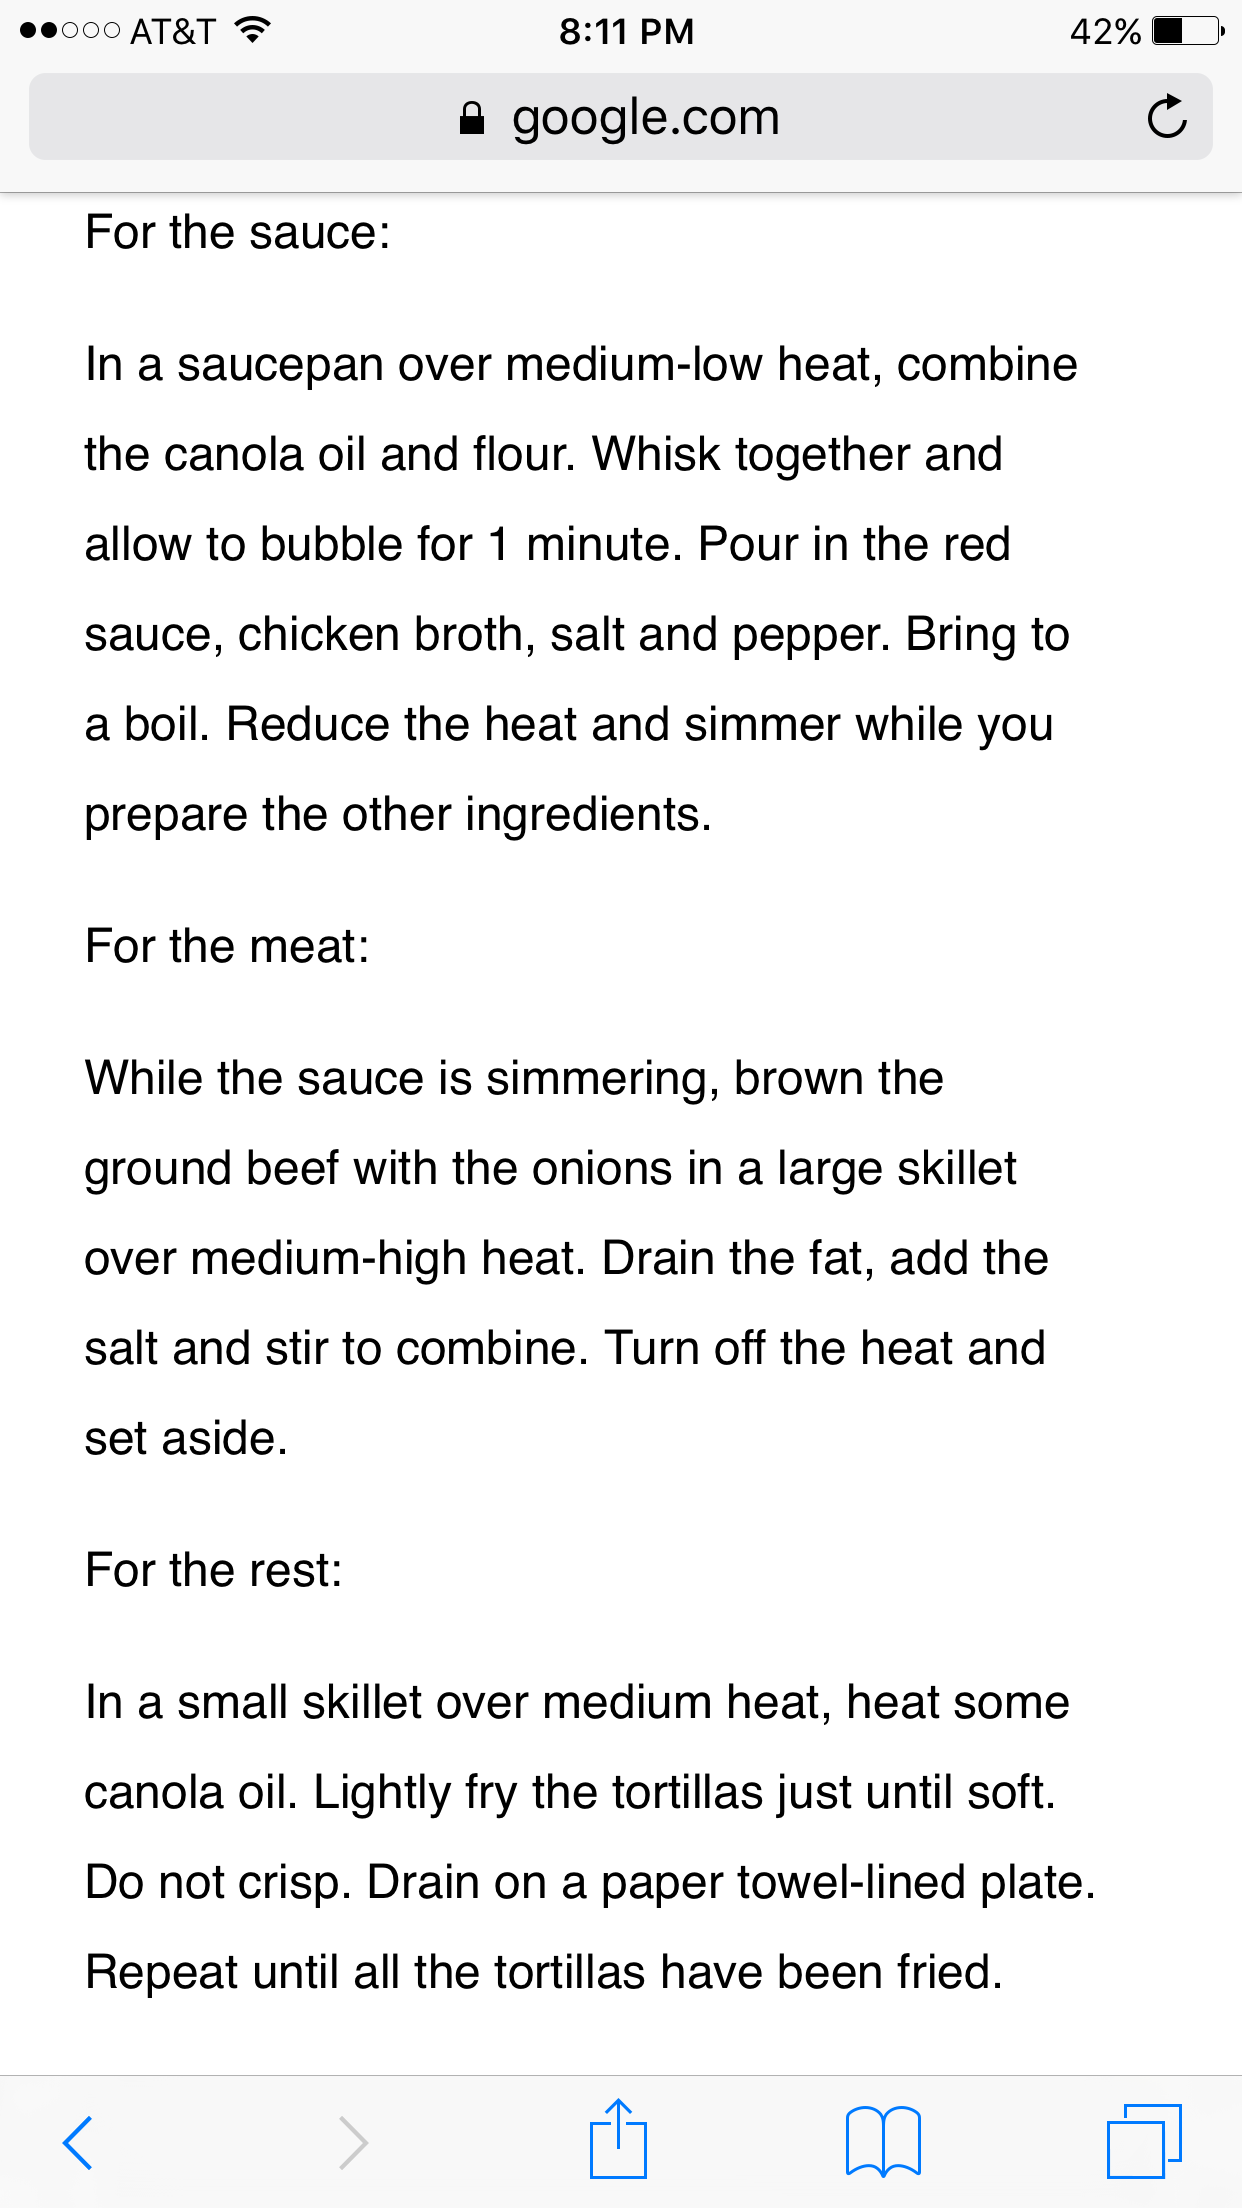 AT&T 8:11 PM 42%
google.com
For the sauce:
In a saucepan over medium-low heat, combine
the canola oil and flour. Whisk together and
allow to bubble for 1 minute. Pour in the red
sauce, chicken broth, salt and pepper. Bring to
a boil. Reduce the heat and simmer while you
prepare the other ingredients.
For the meat:
While the sauce is simmering, brown the
ground beef with the onions in a large skillet
over medium-high heat. Drain the fat, add the
salt and stir to combine. Turn off the heat and
set aside.
For the rest:
In a small skillet over medium heat, heat some
canola oil. Lightly fry the tortillas just until soft.
Do not crisp. Drain on a paper towel-lined plate.
Repeat until all the tortillas have been fried.